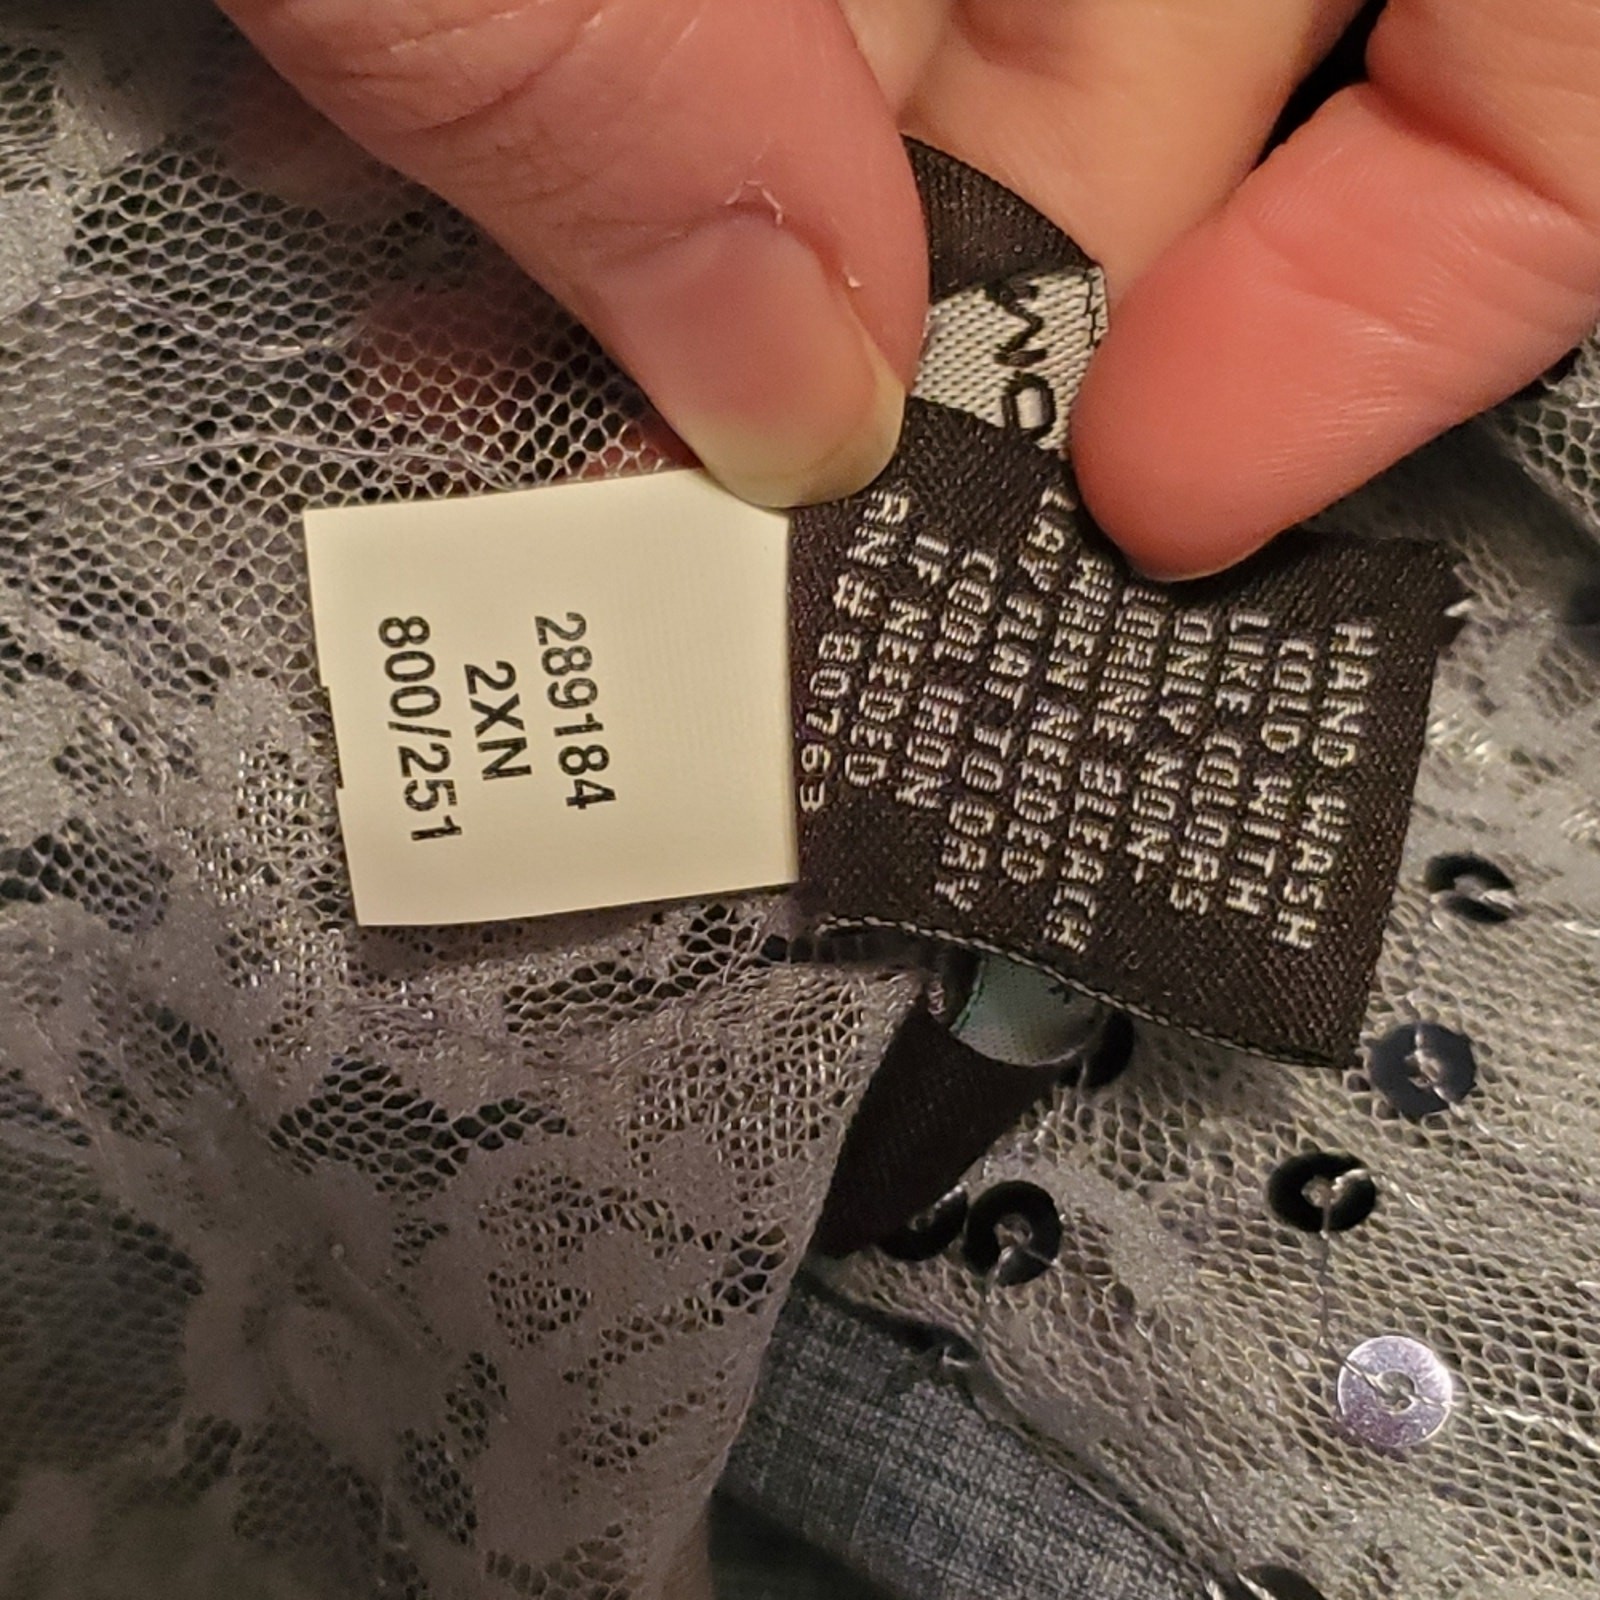 HAND WASH
COLD WITH
LIKE COLORS
ONLY NON-
LORINE BLEACH
WHEN NEEDED
LAY FLAT TO DRY
COOL IRON
IF NEEDED
RN# 80763
289184
2XN
800/251